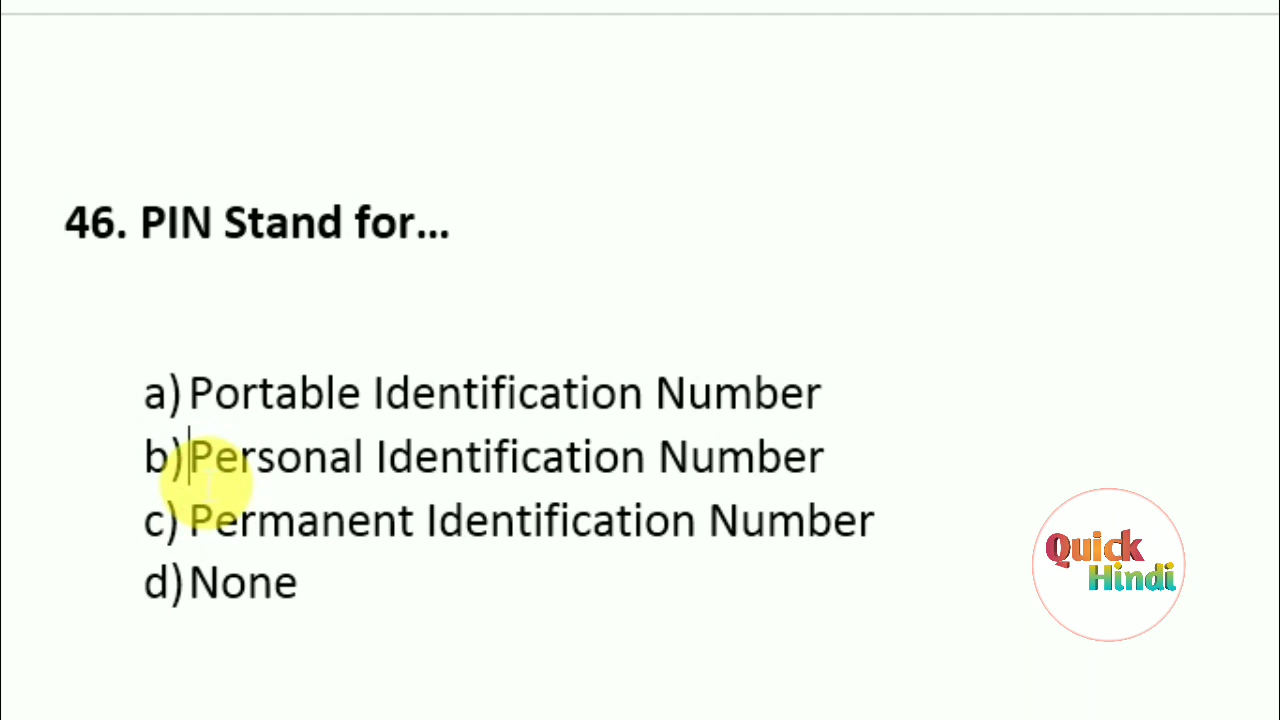 46. PIN Stand for...
a) Portable Identification Number
b) Personal Identification Number
c) Permanent Identification Number
d) None
Quick
Hindi